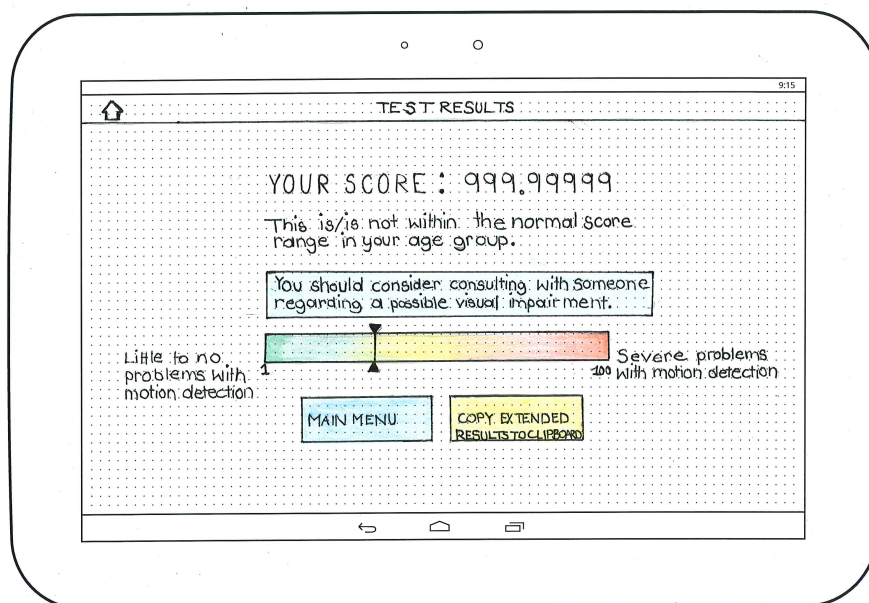 9:15
TEST RESULTS
YOUR SCORE: 999.99999
This is/is not within the normal score
range in your age group.
You should consider consulting with someone
regarding a possible visual impairment.
Little to no
problems with
motion detection
1
100
Severe problems
with motion detection
MAIN MENU
COPY EXTENDED
RESULTS TO CLIPBOARD